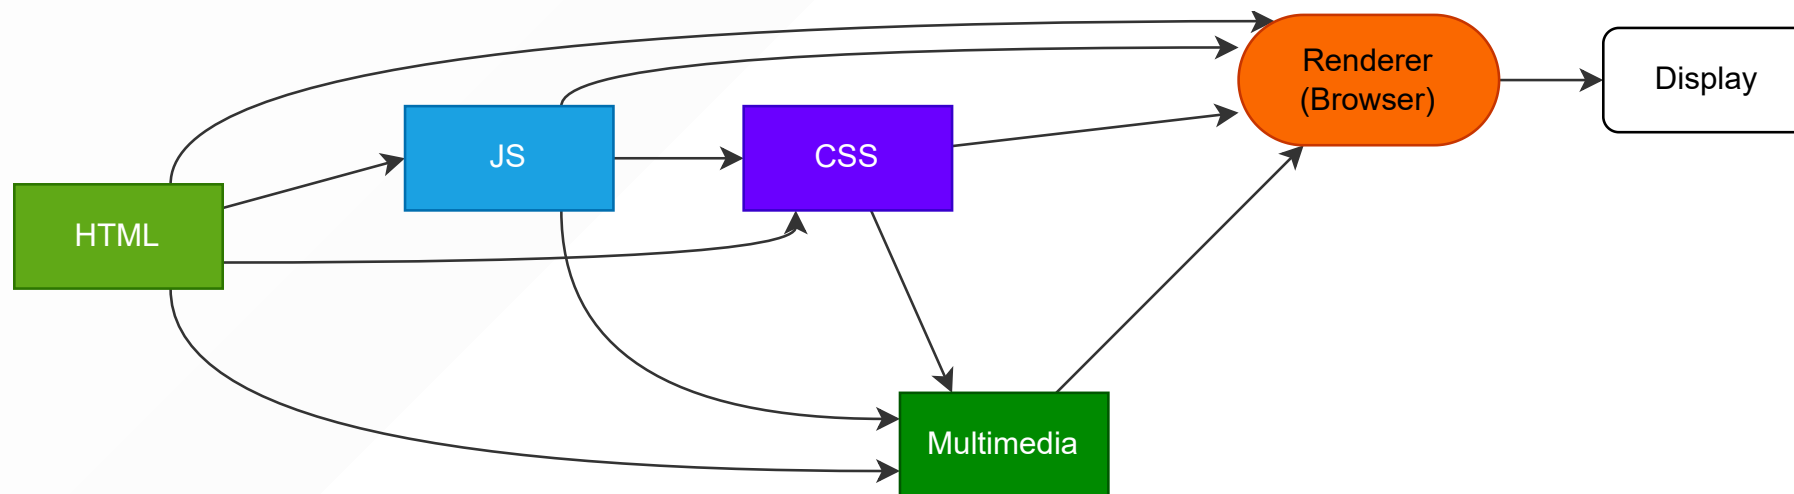 Renderer
(Browser)
Display
JS
CSS
HTML
Multimedia